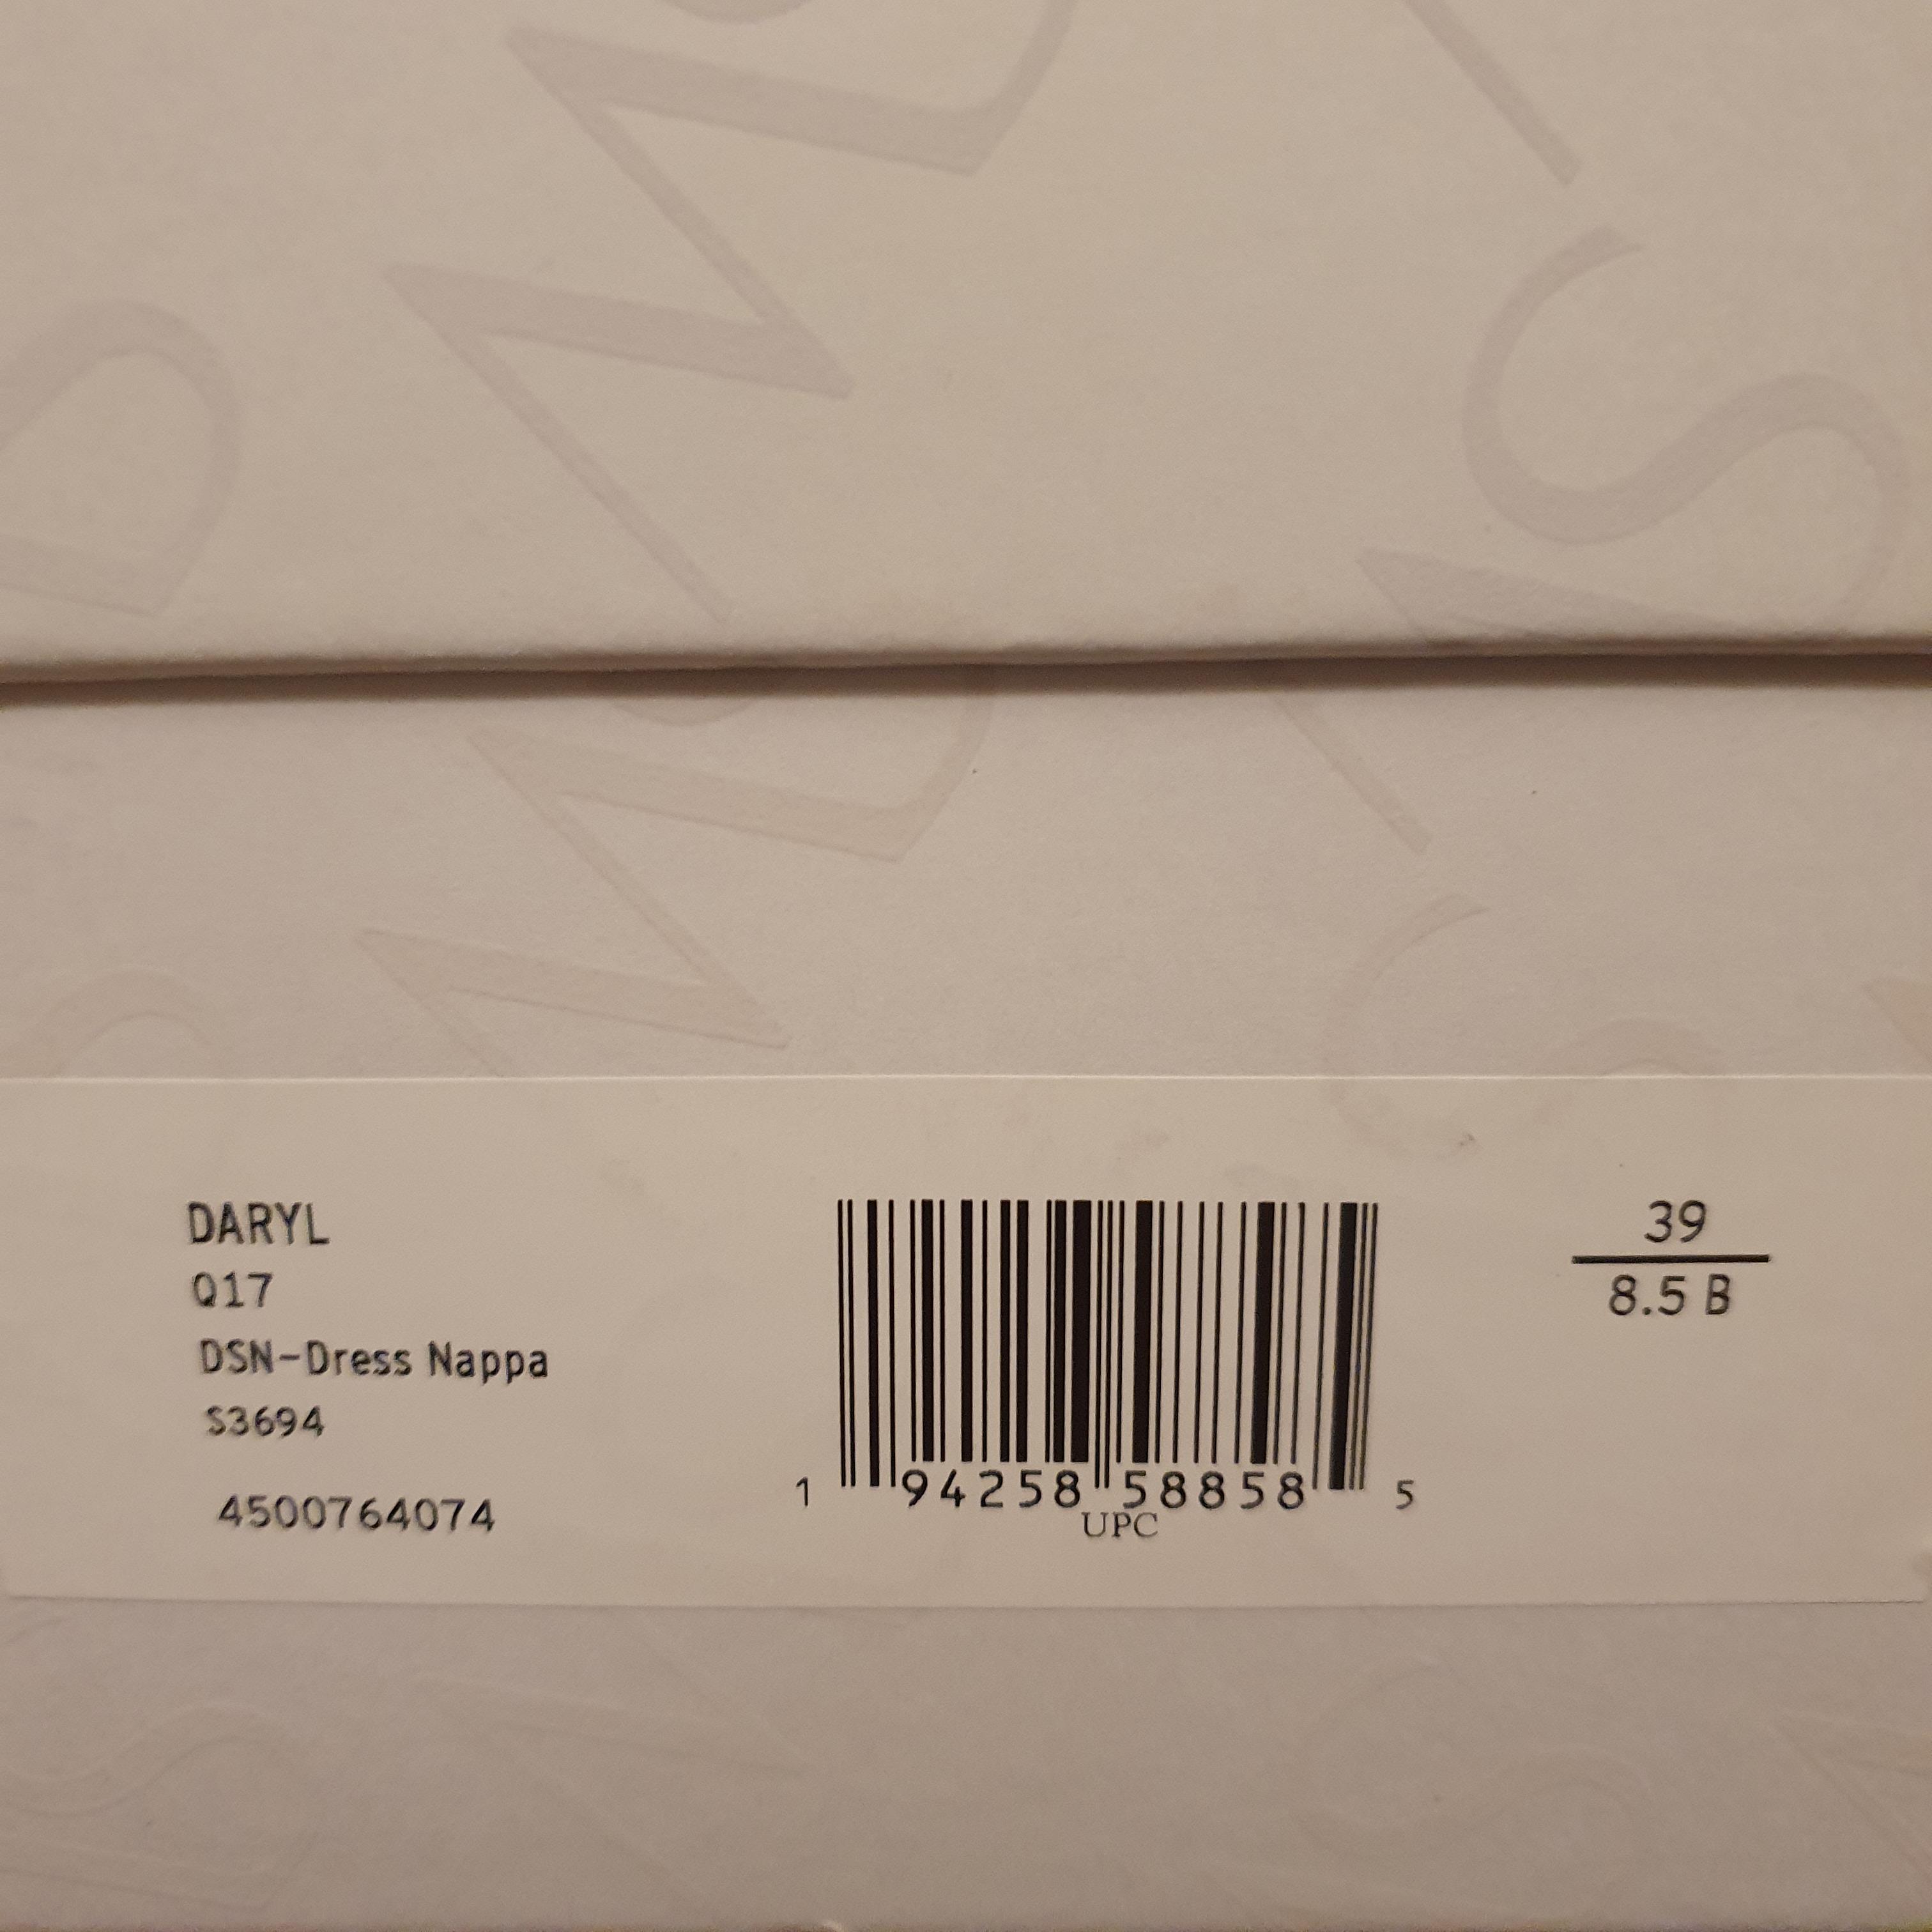 DARYL
Q17
DSN-Dress Nappa
S3694
4500764074
1 94258 58858 5
UPC
39
8.5 B